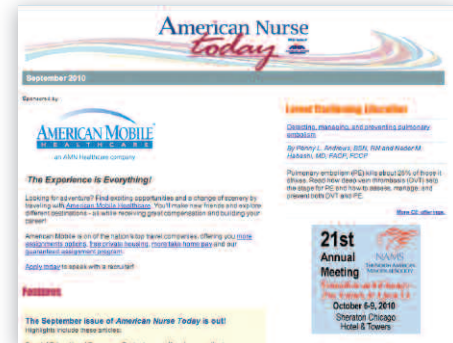 American Nurse
today
September 2010
Sponsored by
AMERICAN MOBILE
HEALTHCARE
an AMN Healthcare company
The Experience is Everything!
Looking for adventure? Find exciting opportunities and a change of scenery by
traveling with American Mobile Healthcare. You'll make new friends and explore
different destinations - all while receiving great compensation and building your
career!
American Mobile is on of the nation's top travel companies, offering you more
assignments options, free private housing, more take home pay and our
guaranteed assignment program.
Apply today to speak with a recruiter!
Features
The September issue of American Nurse Today is out!
Highlights include these articles:
Continuing Education
Detecting, managing, and preventing pulmonary
embolism
By Penny L. Andrews, BSN, RN and Nader M.
Habashi, MD, FACP, FCCP
Pulmonary embolism (PE) kills about 26% of those it
strikes. Read how deep vein thrombosis (DVT) sets
the stage for PE and how to assess, manage, and
prevent both DVT and PE.
More CE offerings
21st
Annual
Meeting
NAMS
THE NORTH AMERICAN
MENOPAUSE SOCIETY
October 6-9, 2010
Sheraton Chicago
Hotel & Towers